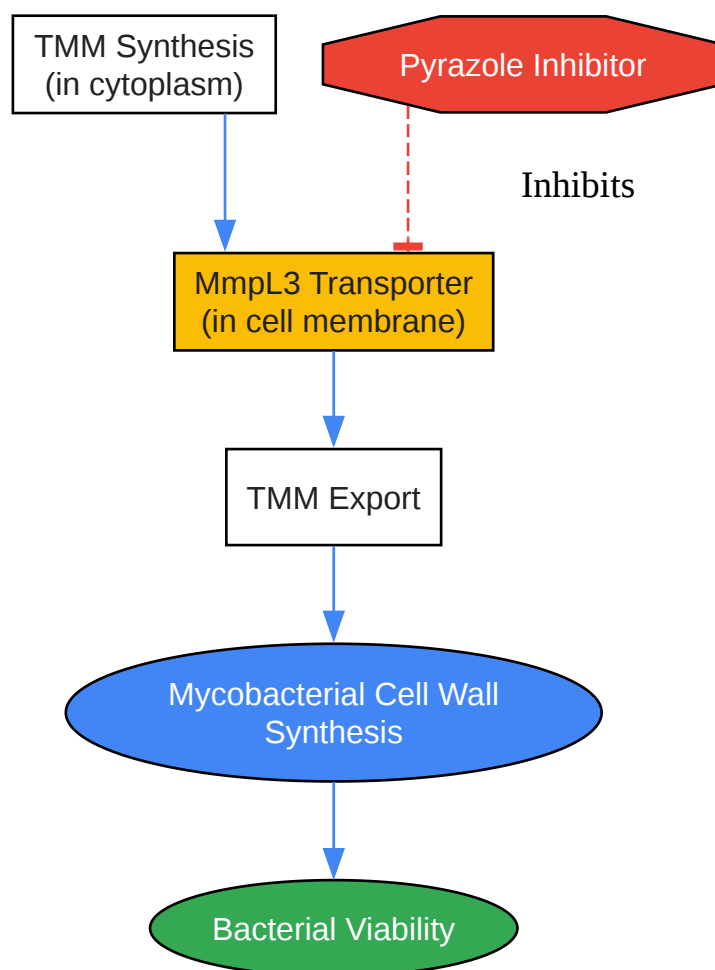 TMM Synthesis
(in cytoplasm)
Pyrazole Inhibitor
Inhibits
MmpL3 Transporter
(in cell membrane)
TMM Export
Mycobacterial Cell Wall
Synthesis
Bacterial Viability